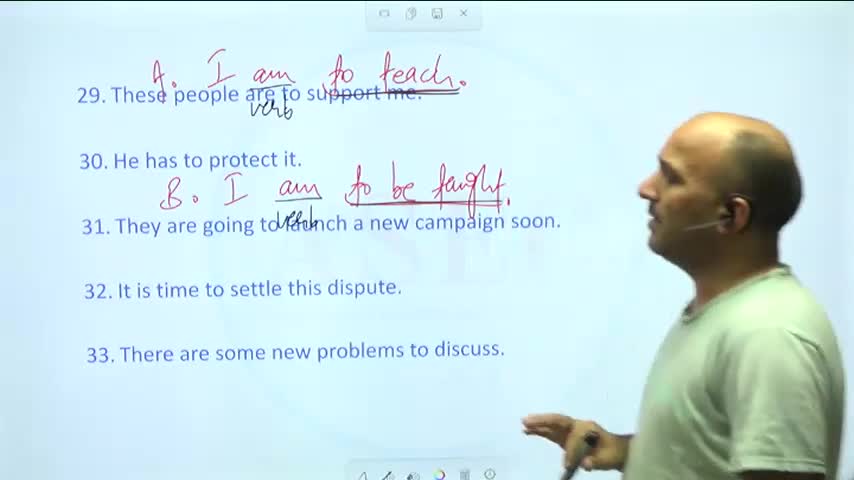 A. I am to teach.
29. These people are to support me.
verb
30. He has to protect it.
B. I am to be taught.
verb
31. They are going to launch a new campaign soon.
32. It is time to settle this dispute.
33. There are some new problems to discuss.